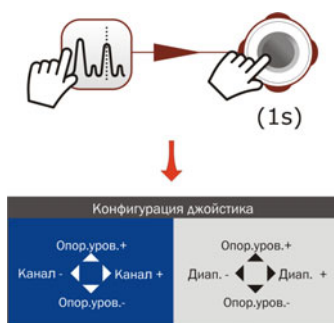 (1s)
Конфигурация джойстика
Опор.уров.+
Канал - Канал +
Опор.уров.-
Опор.уров.+
Диап. - Диап. +
Опор.уров.-